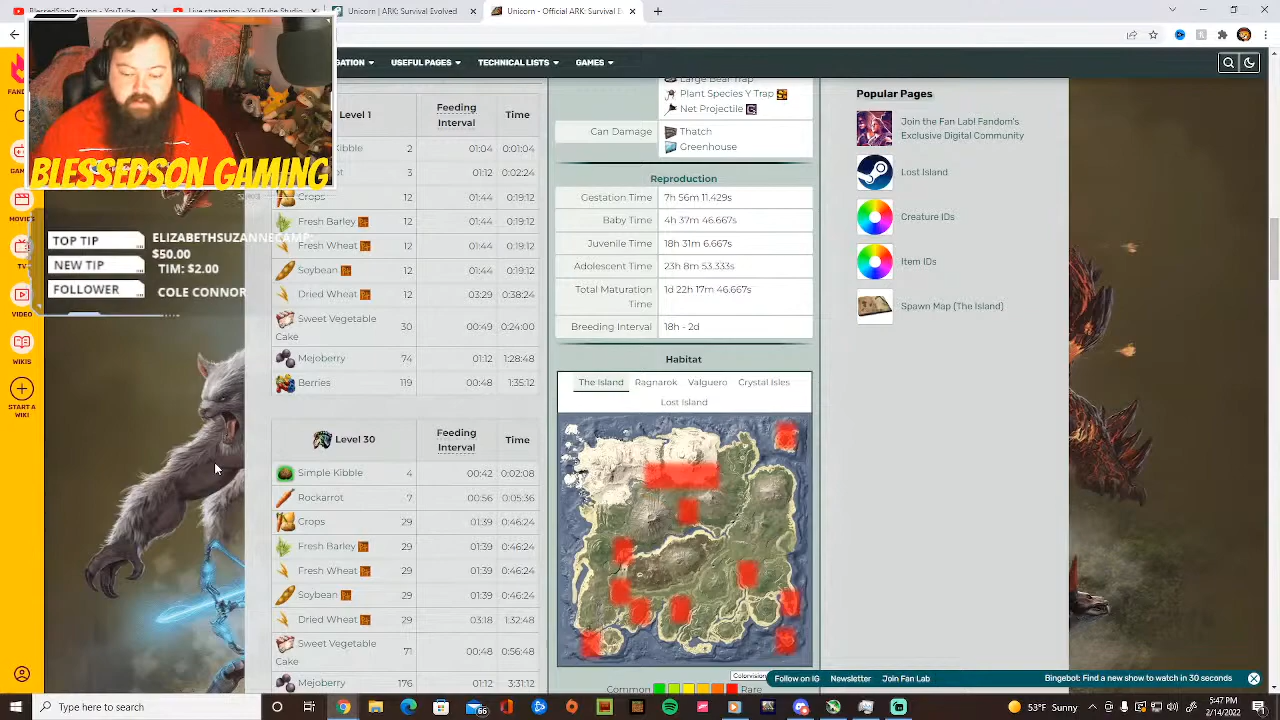 Unicorn | ARK: Survival Evol
Unicorn - Official ARK: Survival E
USEFUL PAGES
TECHNICAL LISTS
GAMES
BLESSEDSON GAMING
TOP TIP
ELIZABETHSUZANNECAMP:
$50.00
NEW TIP
TIM: $2.00
FOLLOWER
COLE CONNOR
MOVIES
TV
VIDEO
WIKIS
START A
WIKI
Level 1 Feeding Interval Time
2 0:04 0:01:04
Crops 12 0:44 0:19:12
Fresh Barley 12 0:44 0:19:12
Fresh Wheat 12 0:44 0:19:12
Soybean 12 0:44 0:19:12
Dried Wheat 12 03:29 0:38:24
Sweet Vegetable Cake 30 00:49 0:24:00
Mejoberry 74 01:12 1:28:48
Berries 119 00:48 1:35:12
Level 30 Feeding Interval Time
Simple Kibble 4 00:42 0:02:08
Rockarrot 7 00:56 0:05:36
Crops 29 01:39 0:46:24
Fresh Barley 29 01:39 0:46:24
Fresh Wheat 29 01:39 0:46:24
Soybean 29 01:39 0:46:24
Dried Wheat 29 03:18 1:32:48
Sweet Vegetable Cake 71 00:48 0:56:48
Mejoberry 176 01:12 3:31:12
Large Bear Trap
Plant Species Y Trap
Net Projectile
Can Damage
Thatch
Greenhouse
Reproduction
Gestation Time 7h 56m 11.429s
Baby Time 4h 37m 46.667s
Juvenile Time 18h 31m 6.667s
Adolescent Time 23h 8m 53.333s
Total Maturation Time 1d 22h 17m 46.667s
Breeding Interval 18h - 2d
Habitat
The Island Ragnarok Valguero Crystal Isles
Lost Island
Common Rare
Popular Pages
Join the Fan Lab! Fandom's
Exclusive Digital Community
Lost Island
Creature IDs
Item IDs
Spawn Map (The Island)
Follow on IG Newsletter Join Fan Lab
Bingebot: Find a new show to watch in 30 seconds
Type here to search
53°F Sunny
5:47 PM
2/14/2022